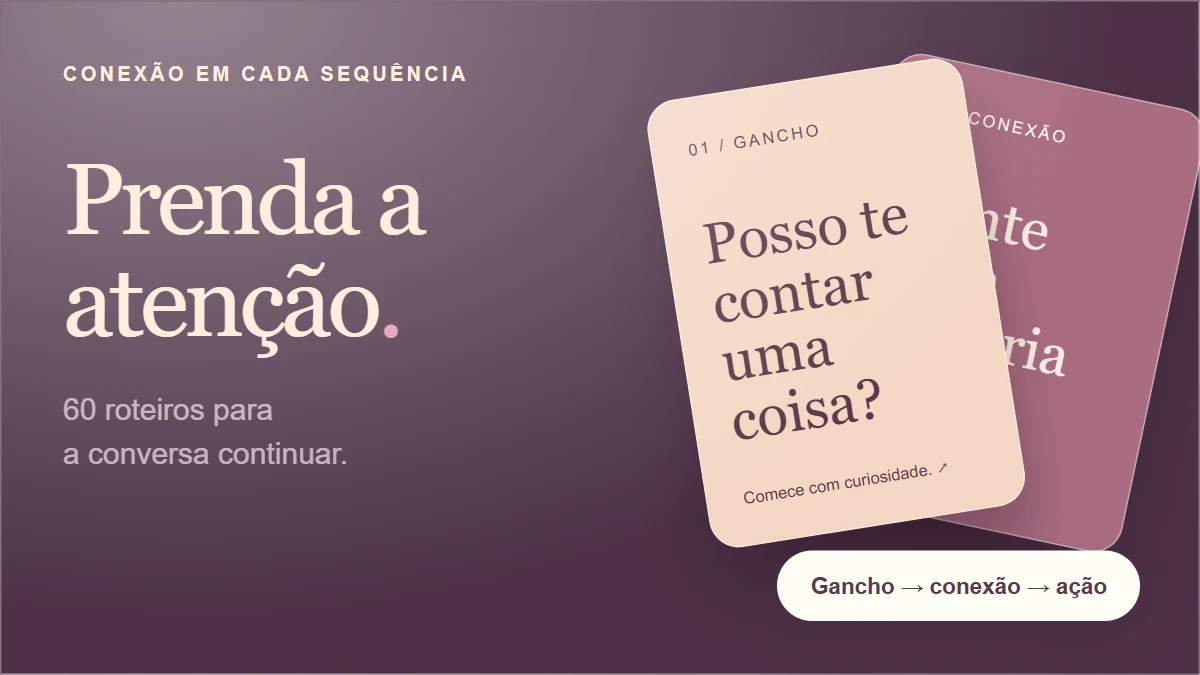 CONEXÃO EM CADA SEQUÊNCIA
Prenda a
atenção.
60 roteiros para
a conversa continuar.
01 / GANCHO
Posso te
contar
uma
coisa?
Comece com curiosidade. ↗
CONEXÃO
Gancho → conexão → ação